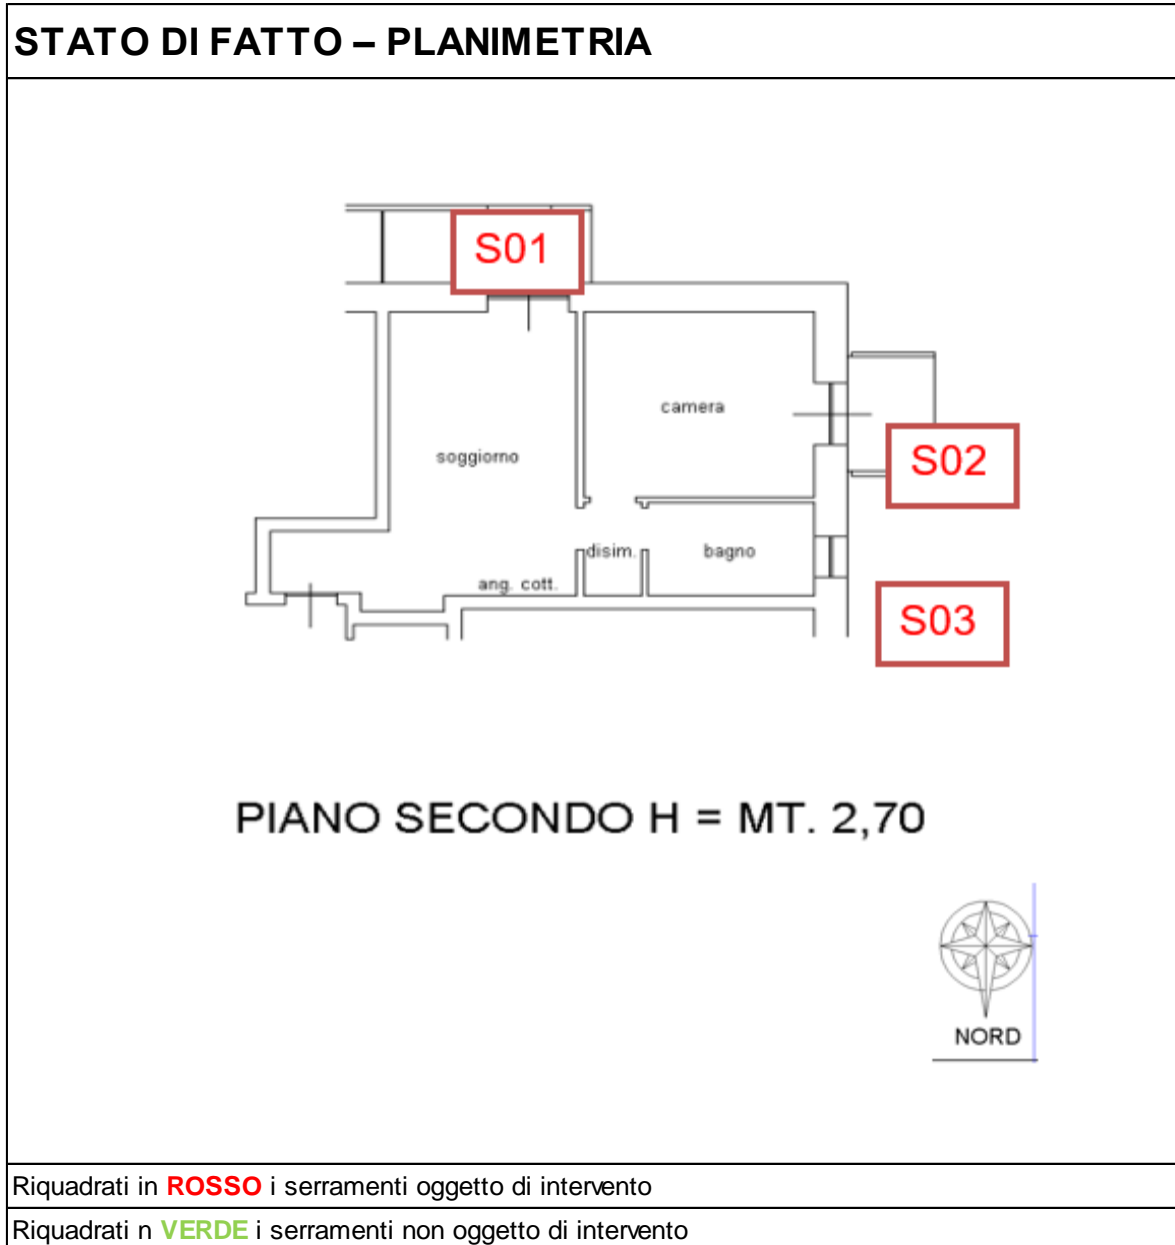 STATO DI FATTO – PLANIMETRIA
S01
camera
soggiorno
S02
disim.
bagno
ang. cott.
S03
PIANO SECONDO H = MT. 2,70
NORD
Riquadrati in ROSSO i serramenti oggetto di intervento
Riquadrati n VERDE i serramenti non oggetto di intervento